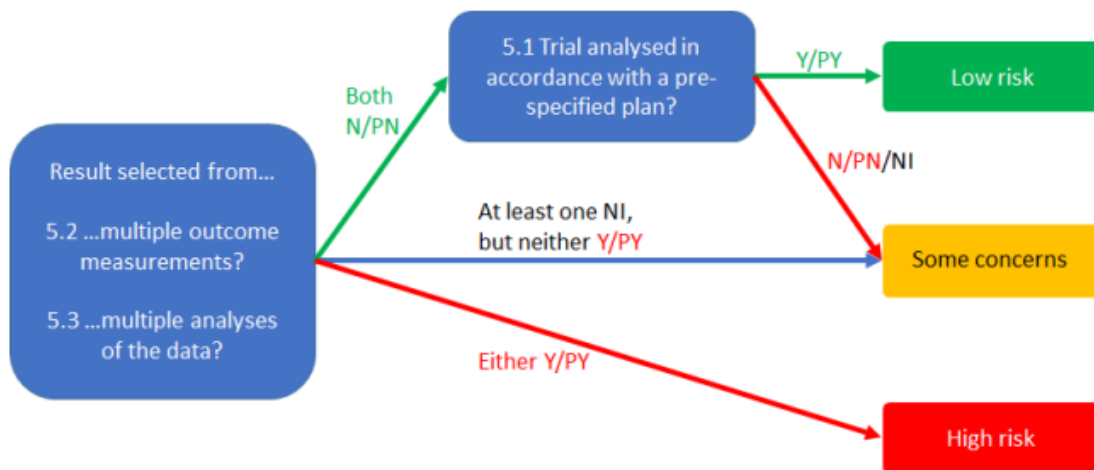 Result selected from...
5.2 ...multiple outcome
measurements?
5.3 ...multiple analyses
of the data?
Both
N/PN
5.1 Trial analysed in
accordance with a pre-
specified plan?
Y/PY
Low risk
N/PN/NI
At least one NI,
but neither Y/PY
Some concerns
Either Y/PY
High risk